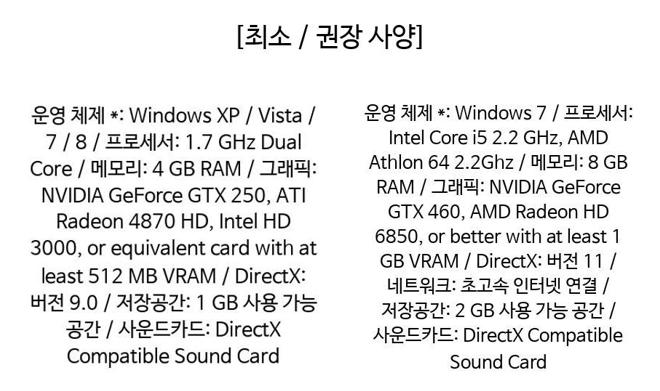 [최소 / 권장 사양]
운영 체제 *: Windows XP / Vista /
7 / 8 / 프로세서: 1.7 GHz Dual
Core / 메모리: 4 GB RAM / 그래픽:
NVIDIA GeForce GTX 250, ATI
Radeon 4870 HD, Intel HD
3000, or equivalent card with at
least 512 MB VRAM / DirectX:
버전 9.0 / 저장공간: 1 GB 사용 가능
공간 / 사운드카드: DirectX
Compatible Sound Card
운영 체제 *: Windows 7 / 프로세서:
Intel Core i5 2.2 GHz, AMD
Athlon 64 2.2Ghz / 메모리: 8 GB
RAM / 그래픽: NVIDIA GeForce
GTX 460, AMD Radeon HD
6850, or better with at least 1
GB VRAM / DirectX: 버전 11 /
네트워크: 초고속 인터넷 연결 /
저장공간: 2 GB 사용 가능 공간 /
사운드카드: DirectX Compatible
Sound Card